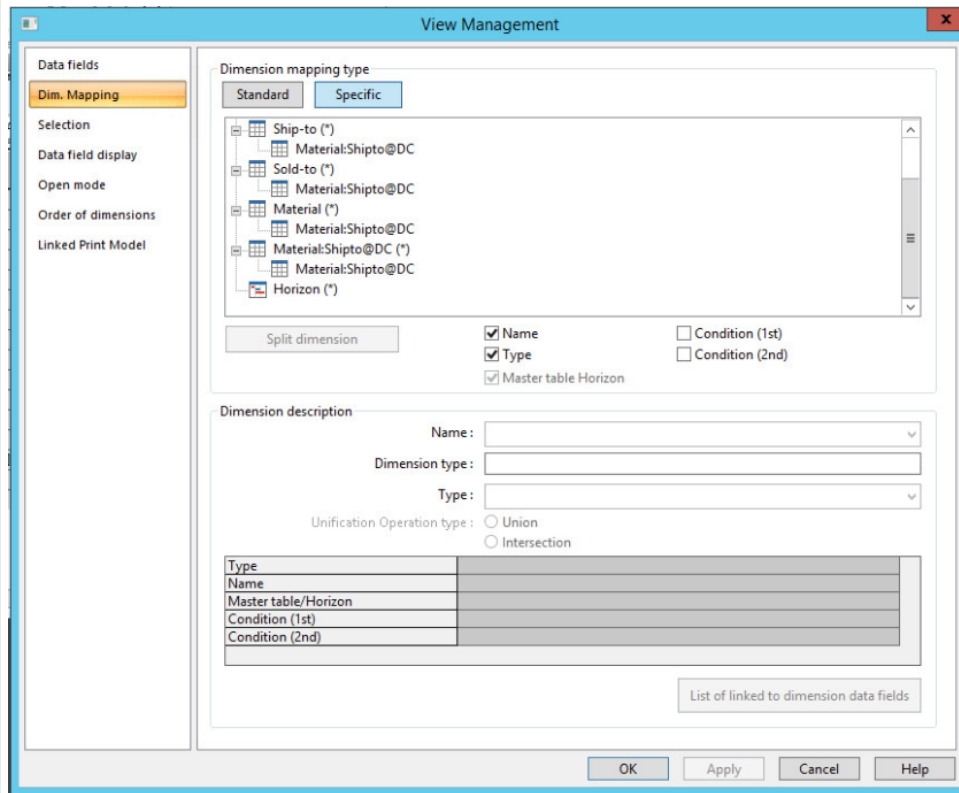 View Management
x
Data fields
Dim. Mapping
Selection
Data field display
Open mode
Order of dimensions
Linked Print Model
Dimension mapping type
Standard
Specific
Ship-to (*)
Material:Shipto@DC
Sold-to (*)
Material:Shipto@DC
Material (*)
Material:Shipto@DC
Material:Shipto@DC (*)
Material:Shipto@DC
Horizon (*)
Split dimension
Name
Condition (1st)
Type
Condition (2nd)
Master table Horizon
Dimension description
Name :
Dimension type :
Type :
Unification Operation type :
Union
Intersection
Type
Name
Master table/Horizon
Condition (1st)
Condition (2nd)
List of linked to dimension data fields
OK
Apply
Cancel
Help